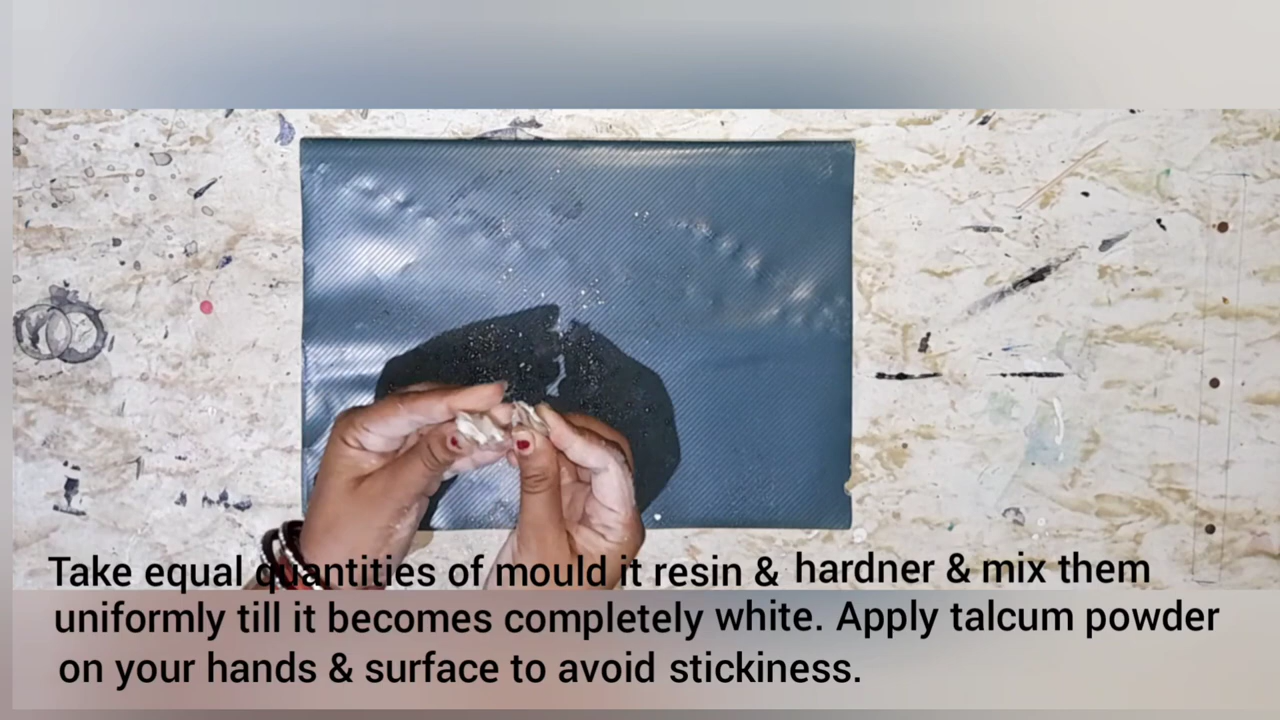 Take equal quantities of mould it resin & hardner & mix them
uniformly till it becomes completely white. Apply talcum powder
on your hands & surface to avoid stickiness.